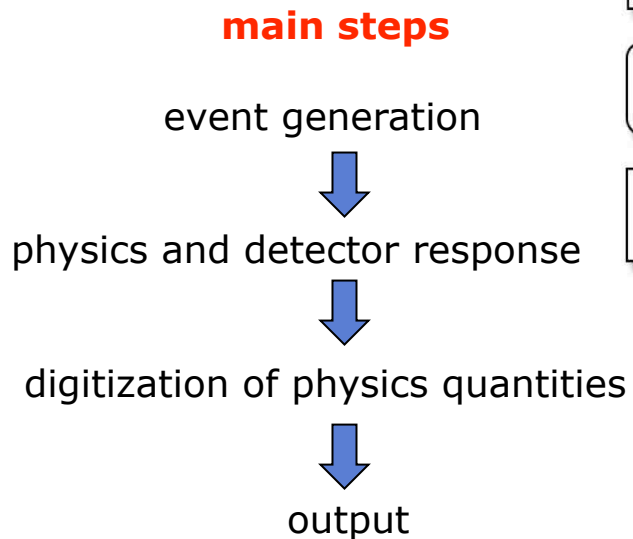 main steps
event generation
physics and detector response
digitization of physics quantities
output